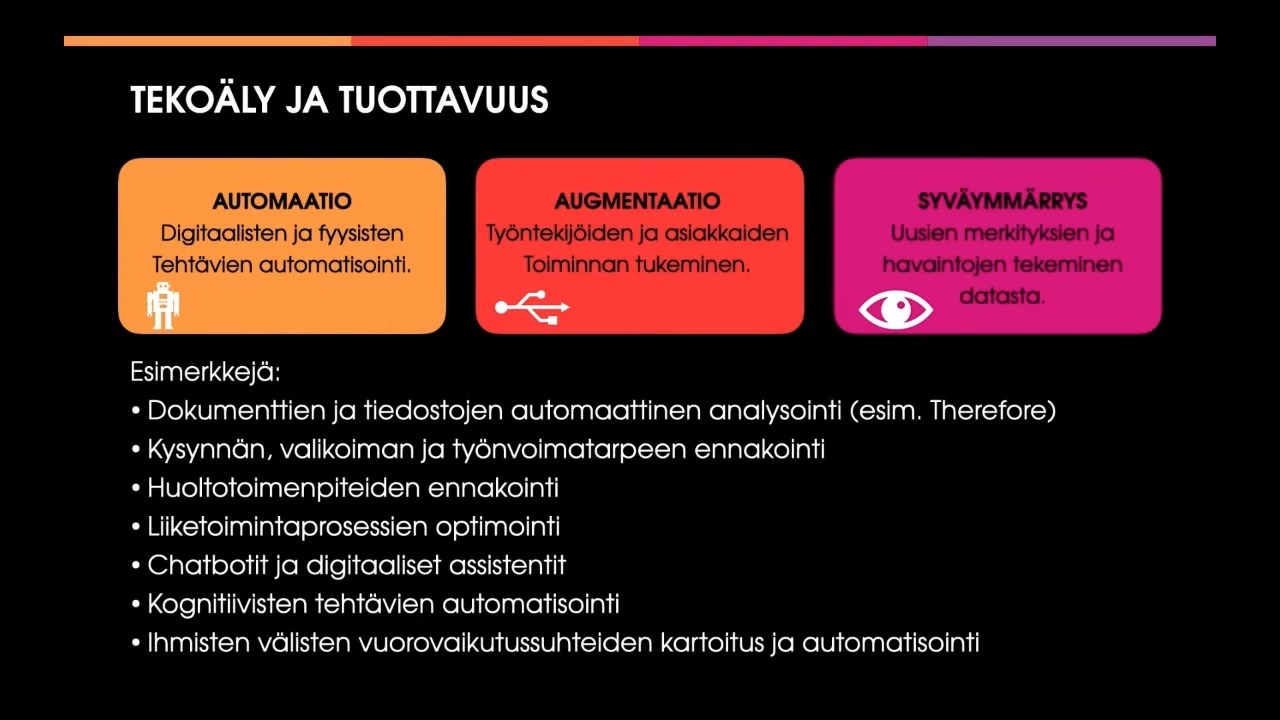 TEKOÄLY JA TUOTTAVUUS
AUTOMAATIO
Digitaalisten ja fyysisten
Tehtävien automatisointi.
AUGMENTAATIO
Työntekijöiden ja asiakkaiden
Toiminnan tukeminen.
SYVÄYMMÄRRYS
Uusien merkityksien ja
havaintojen tekeminen
datasta.
Esimerkkejä:
• Dokumenttien ja tiedostojen automaattinen analysointi (esim. Therefore)
• Kysynnän, valikoiman ja työnvoimatarpeen ennakointi
• Huoltotoimenpiteiden ennakointi
• Liiketoimintaprosessien optimointi
• Chatbotit ja digitaaliset assistentit
• Kognitiivisten tehtävien automatisointi
• Ihmisten välisten vuorovaikutussuhteiden kartoitus ja automatisointi